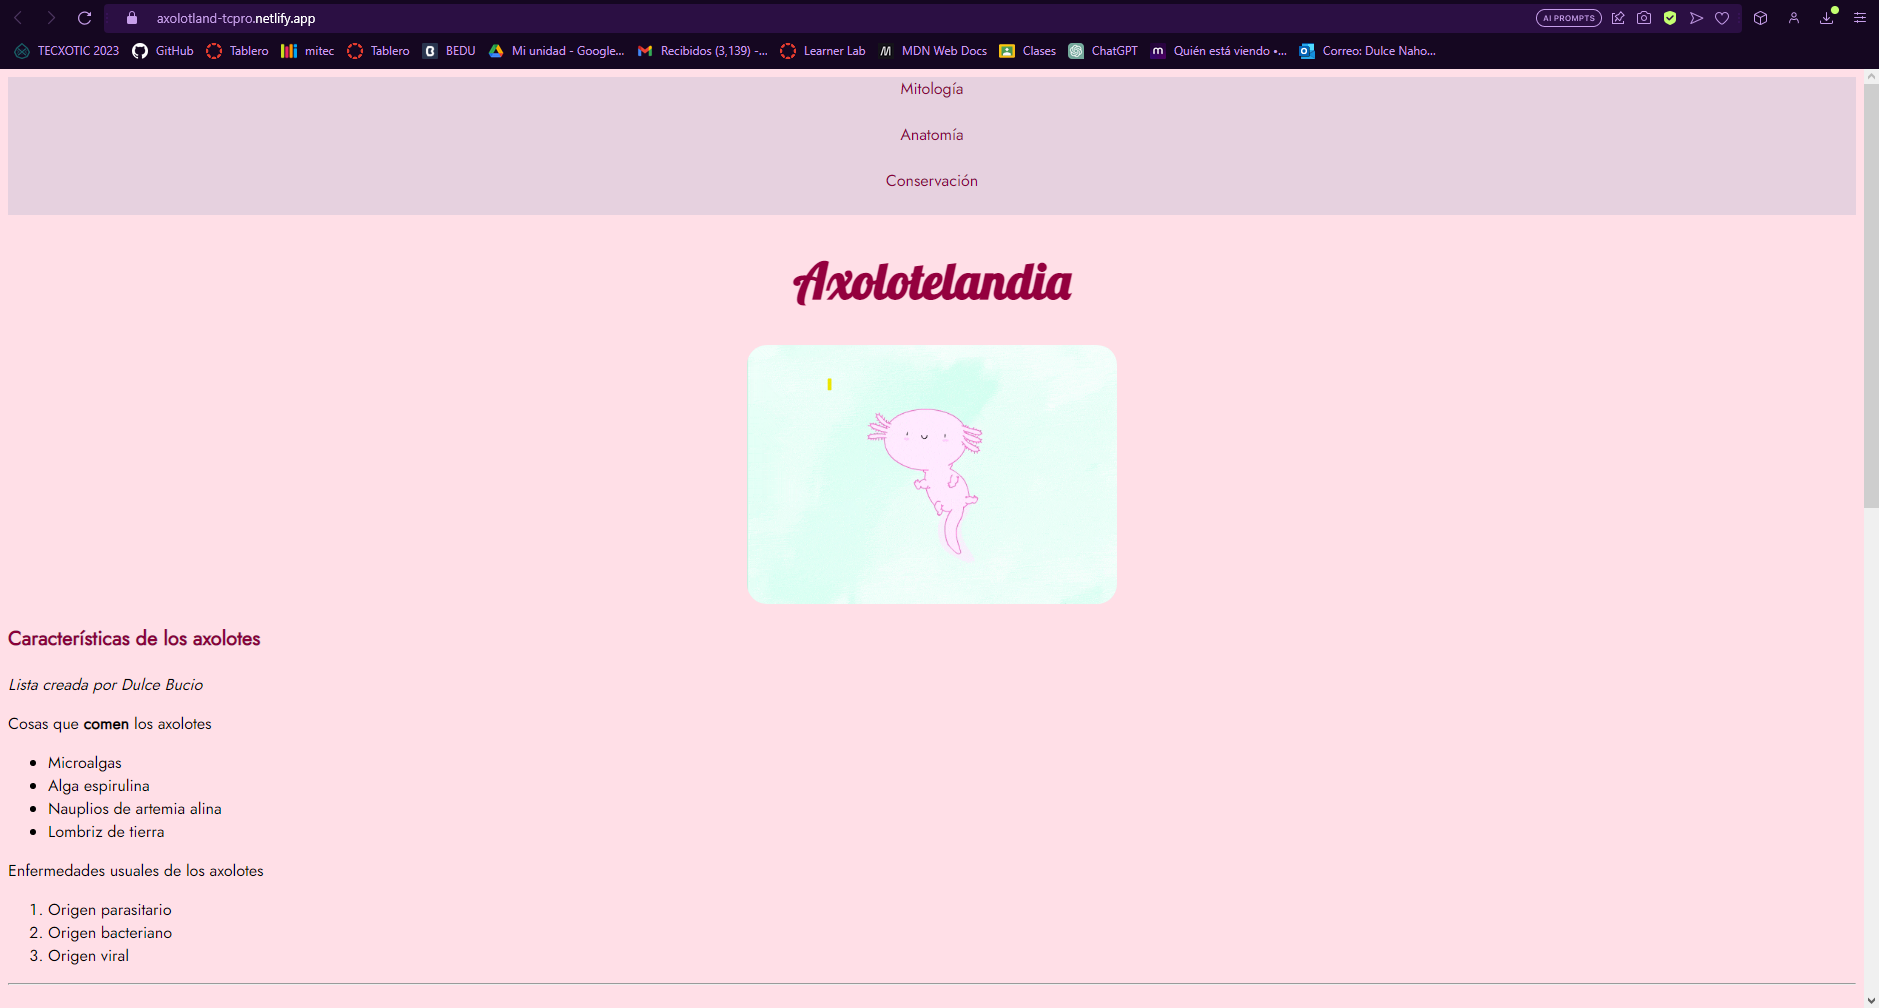 axolotland-tcpro.netlify.app
AI PROMPTS
TECXOTIC 2023 GitHub Tablero mitec Tablero BEDU Mi unidad - Google... Recibidos (3,139) -... Learner Lab MDN Web Docs Clases ChatGPT Quién está viendo •... Correo: Dulce Naho...
Mitología
Anatomía
Conservación
Axolotelandia
Características de los axolotes
Lista creada por Dulce Bucio
Cosas que comen los axolotes
Microalgas
Alga espirulina
Nauplios de artemia alina
Lombriz de tierra
Enfermedades usuales de los axolotes
1. Origen parasitario
2. Origen bacteriano
3. Origen viral